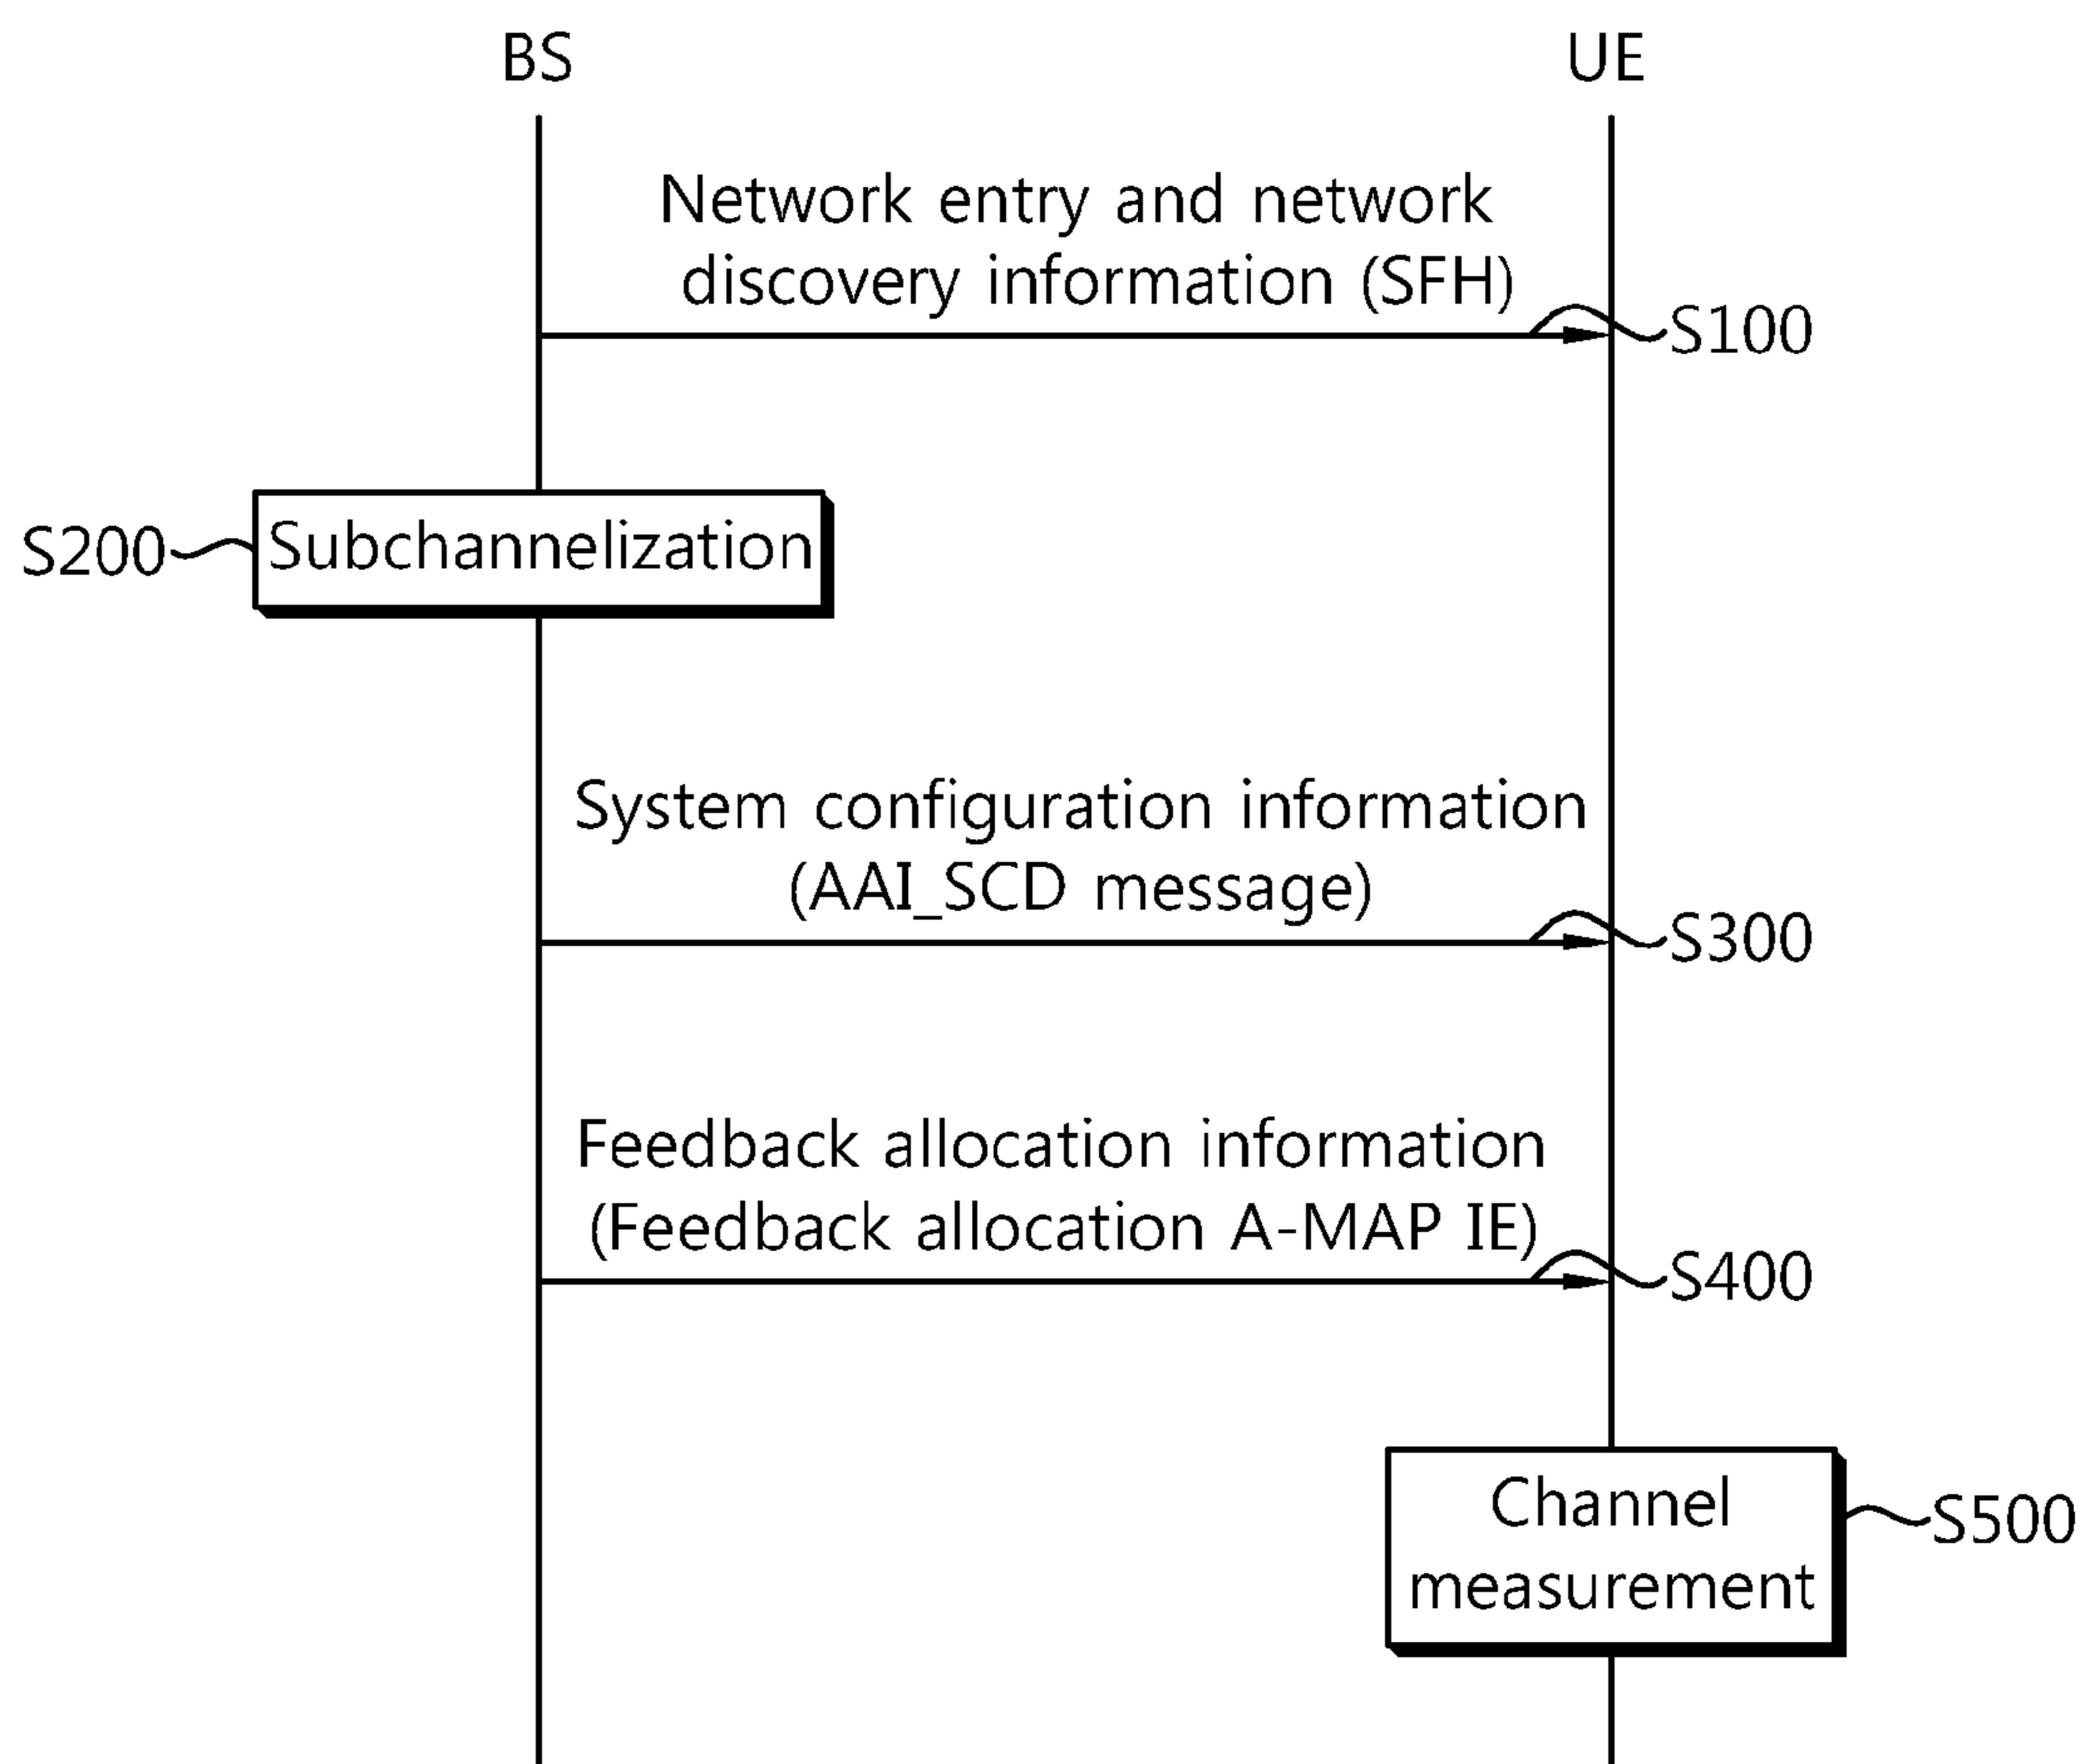 BS
UE
Network entry and network
discovery information (SFH)
S100
S200
Subchannelization
System configuration information
(AAI_SCD message)
S300
Feedback allocation information
(Feedback allocation A-MAP IE)
S400
Channel
measurement
S500